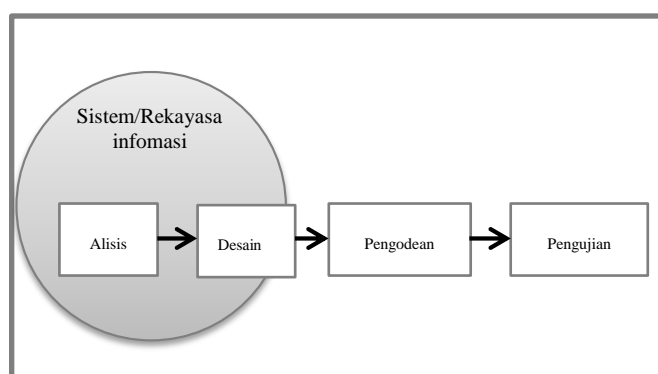 Sistem/Rekayasa
infomasi
Alisis
Desain
Pengodean
Pengujian